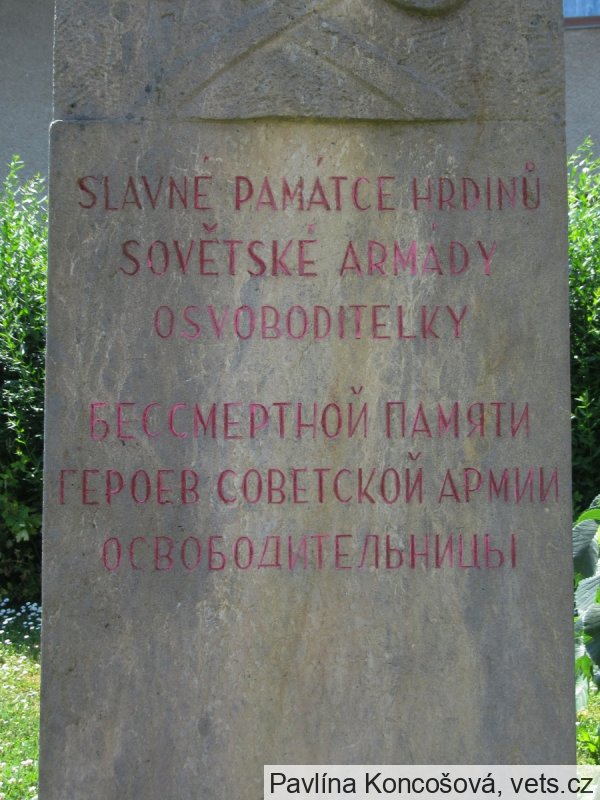 SLAVNÉ PAMÁTCE HRDINŮ
SOVĚTSKÉ ARMÁDY
OSVOBODITELKY
БЕССМЕРТНОЙ ПАМЯТИ
ГЕРОЕВ СОВЕТСКОЙ АРМИИ
ОСВОБОДИТЕЛЬНИЦЫ
Pavlína Koncošová, vets.cz